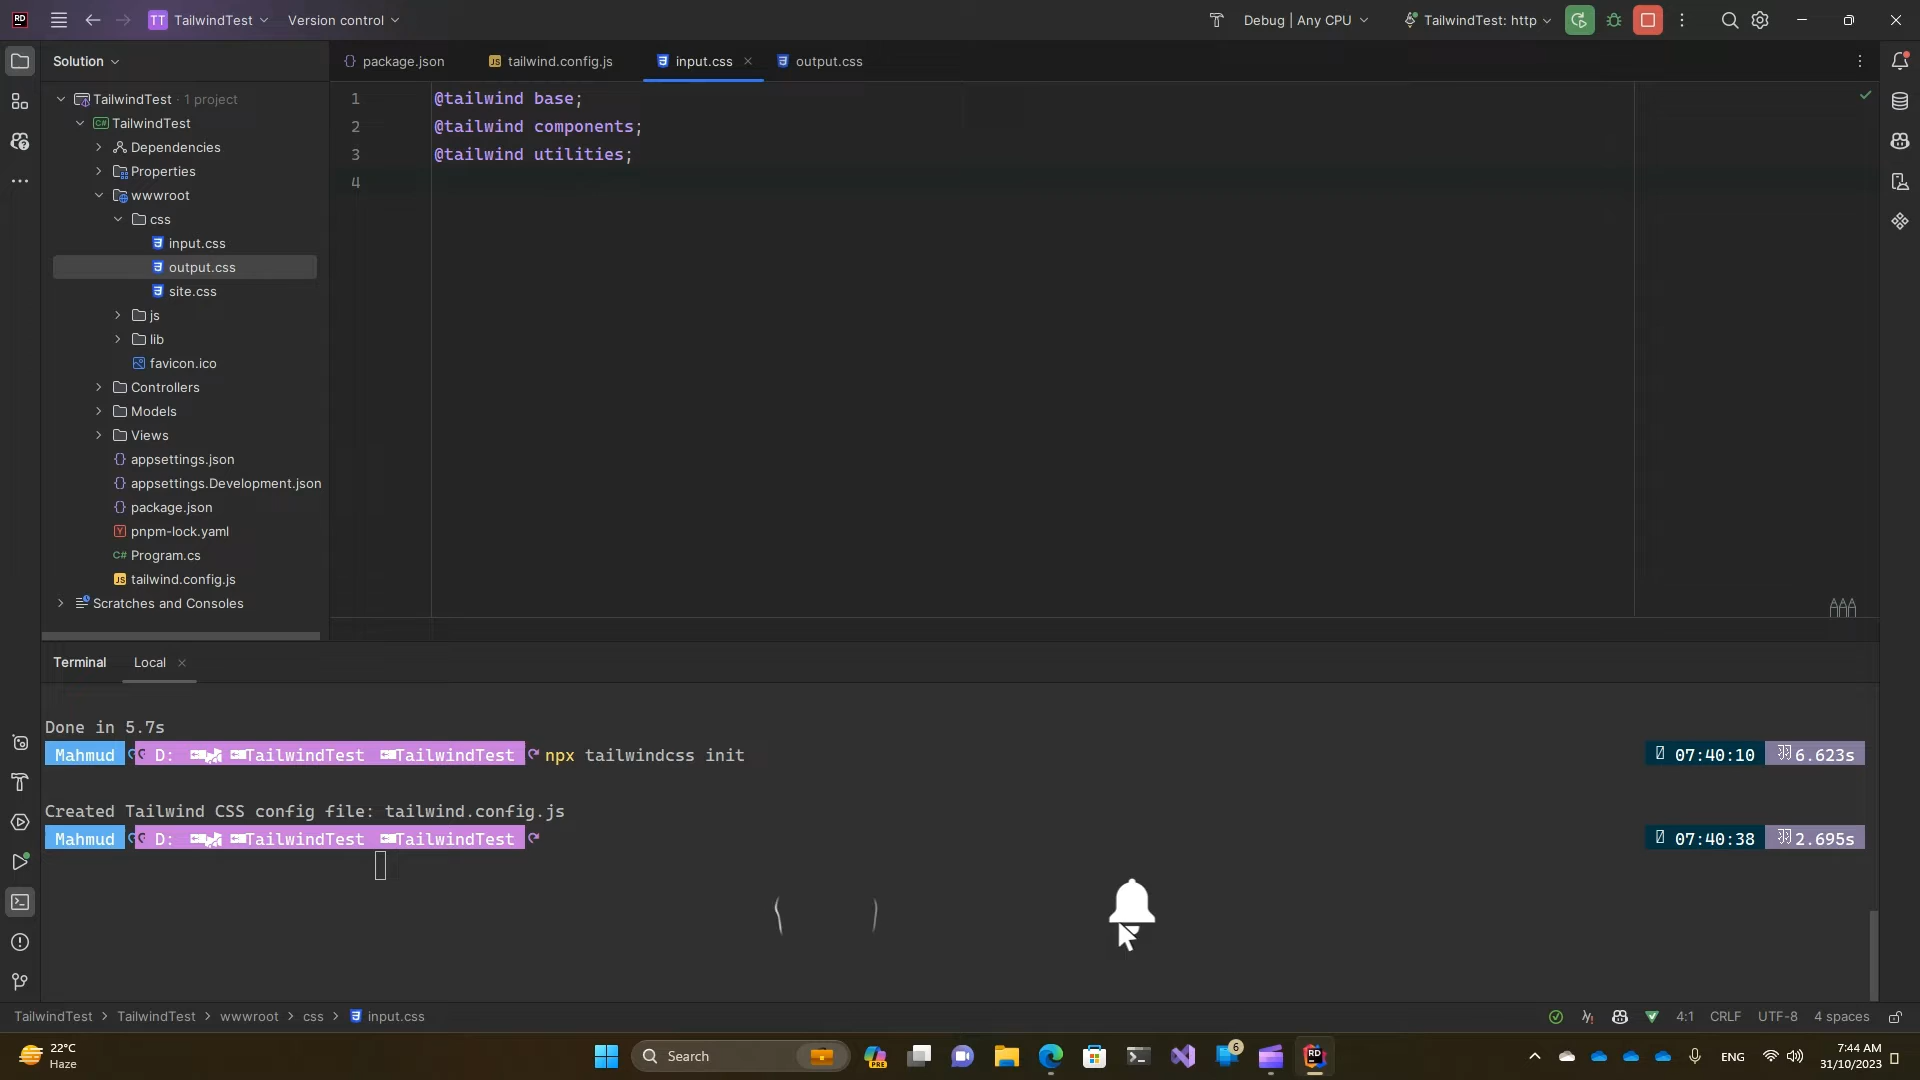 RD TT TailwindTest Version control Debug | Any CPU TailwindTest: http
Solution
package.json tailwind.config.js input.css output.css
TailwindTest · 1 project
TailwindTest
Dependencies
Properties
wwwroot
css
input.css
output.css
site.css
js
lib
favicon.ico
Controllers
Models
Views
appsettings.json
appsettings.Development.json
package.json
pnpm-lock.yaml
Program.cs
tailwind.config.js
Scratches and Consoles
1 @tailwind base;
2 @tailwind components;
3 @tailwind utilities;
4
Terminal Local
Done in 5.7s
Mahmud D: TailwindTest TailwindTest npx tailwindcss init 07:40:10 6.623s
Created Tailwind CSS config file: tailwind.config.js
Mahmud D: TailwindTest TailwindTest 07:40:38 2.695s
TailwindTest > TailwindTest > wwwroot > css > input.css 4:1 CRLF UTF-8 4 spaces
22°C
Haze
Search
PRE
6
RD
ENG
7:44 AM
31/10/2023